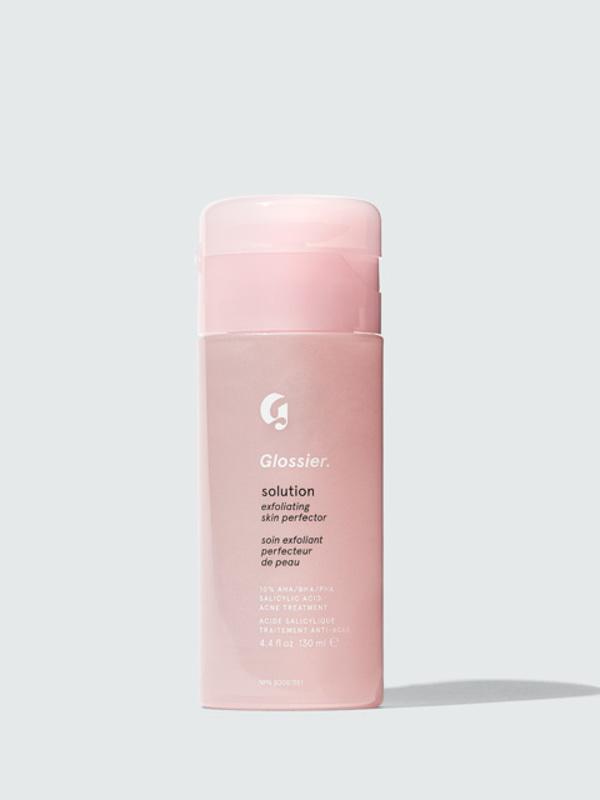 G
Glossier.
solution
exfoliating
skin perfector
soin exfoliant
perfecteur
de peau
10% AHA/BHA/PHA
SALICYLIC ACID
ACNE TREATMENT
ACIDE SALICYLIQUE
TRAITEMENT ANTI-ACNÉ
4.4 fl oz · 130 ml ℮
NPN